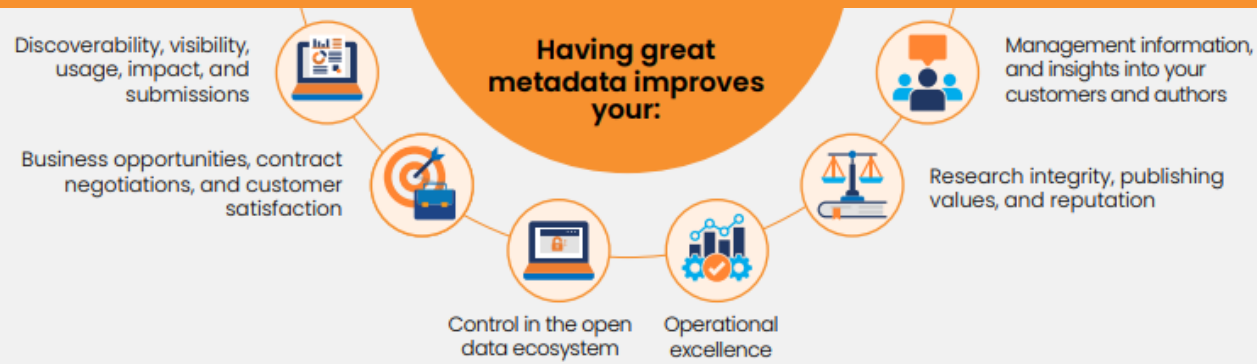 Having great
metadata improves
your:
Discoverability, visibility,
usage, impact, and
submissions
Business opportunities, contract
negotiations, and customer
satisfaction
Control in the open
data ecosystem
Operational
excellence
Research integrity, publishing
values, and reputation
Management information,
and insights into your
customers and authors